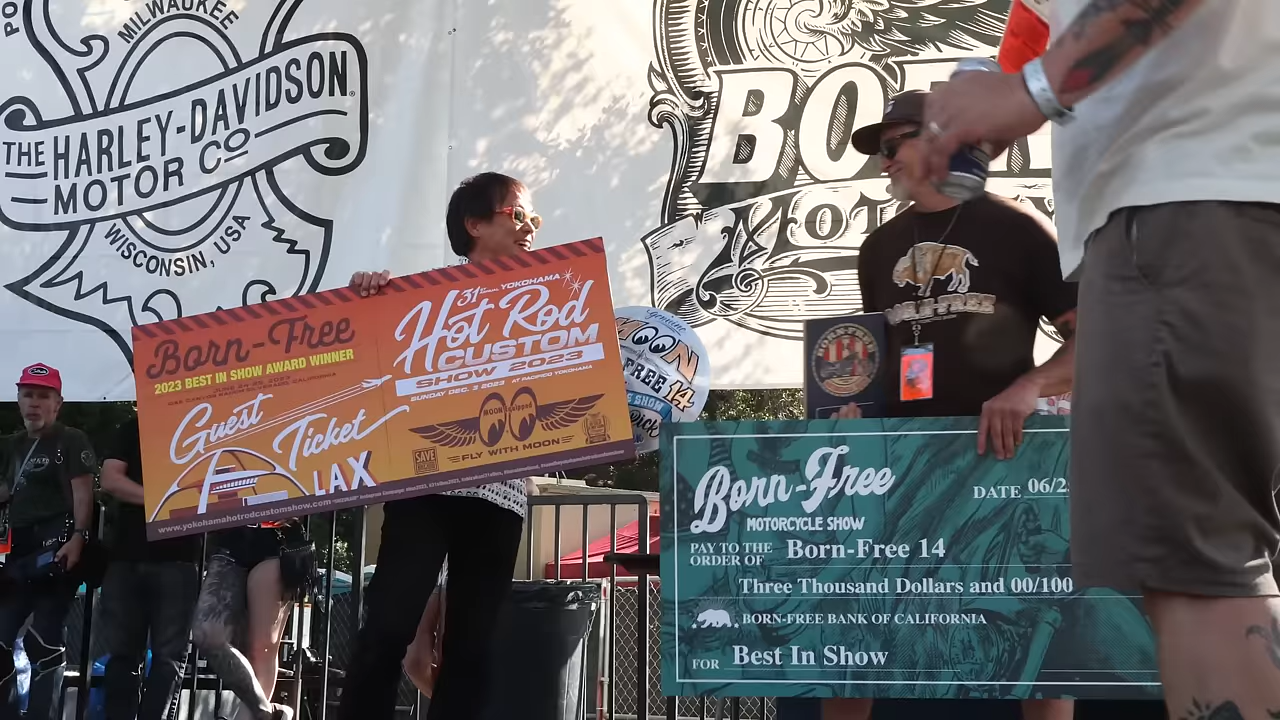 MILWAUKEE
THE HARLEY-DAVIDSON
MOTOR CO
WISCONSIN, USA
Born-Free
2023 BEST IN SHOW AWARD WINNER
Guest
Ticket
LAX
www.yokohamahotrodcustomshow.com
31st YOKOHAMA
Hot Rod
CUSTOM
SHOW 2023
SUNDAY DEC. 3 2023 AT PACIFICO YOKOHAMA
MOON Equipped
FLY WITH MOON
MOON
FREE 14
BORN-FREE
Born-Free
MOTORCYCLE SHOW
DATE 06/2
PAY TO THE
ORDER OF Born-Free 14
Three Thousand Dollars and 00/100
BORN-FREE BANK OF CALIFORNIA
FOR Best In Show